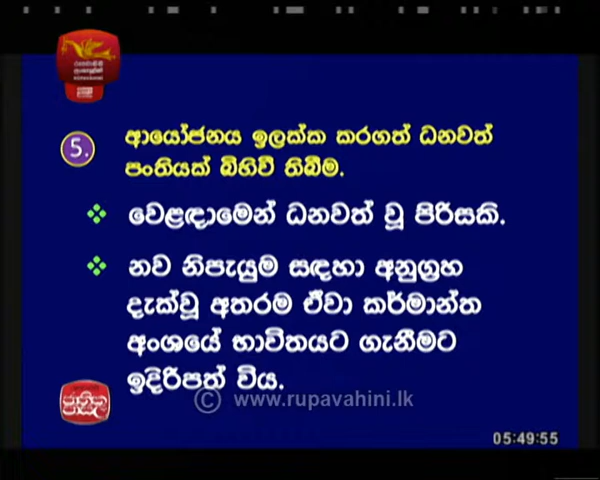 5.
ආයෝජනය ඉලක්ක කරගත් ධනවත්
පංතියක් බිහිවී තිබීම.
වෙළඳාමෙන් ධනවත් වූ පිරිසකි.
නව නිපැයුම සඳහා අනුග්‍රහ
දැක්වූ අතරම ඒවා කර්මාන්ත
අංශයේ භාවිතයට ගැනීමට
ඉදිරිපත් විය.
© www.rupavahini.lk
05:49:55